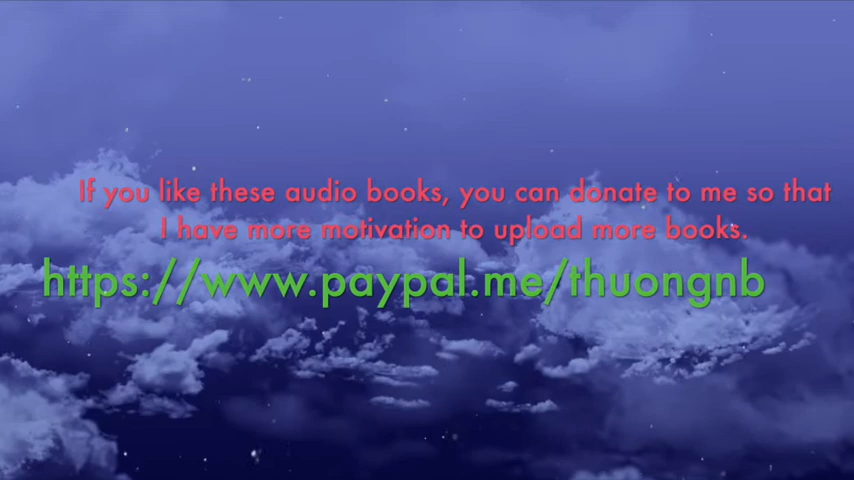 If you like these audio books, you can donate to me so that
I have more motivation to upload more books.
https://www.paypal.me/thuongnb